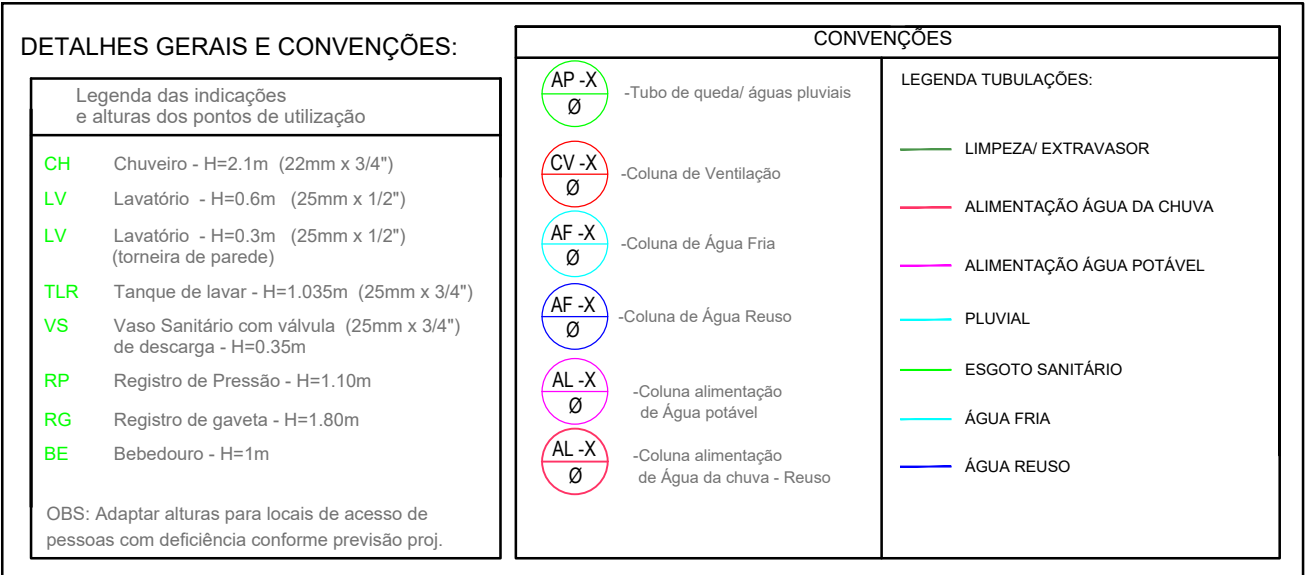 DETALHES GERAIS E CONVENÇÕES:
Legenda das indicações
e alturas dos pontos de utilização
CH Chuveiro - H=2.1m (22mm x 3/4")
LV Lavatório - H=0.6m (25mm x 1/2")
LV Lavatório - H=0.3m (25mm x 1/2")
(torneira de parede)
TLR Tanque de lavar - H=1.035m (25mm x 3/4")
VS Vaso Sanitário com válvula (25mm x 3/4")
de descarga - H=0.35m
RP Registro de Pressão - H=1.10m
RG Registro de gaveta - H=1.80m
BE Bebedouro - H=1m
OBS: Adaptar alturas para locais de acesso de
pessoas com deficiência conforme previsão proj.
CONVENÇÕES
AP -X
Ø
-Tubo de queda/ águas pluviais
CV -X
Ø
-Coluna de Ventilação
AF -X
Ø
-Coluna de Água Fria
AF -X
Ø
-Coluna de Água Reuso
AL -X
Ø
-Coluna alimentação
de Água potável
AL -X
Ø
-Coluna alimentação
de Água da chuva - Reuso
LEGENDA TUBULAÇÕES:
LIMPEZA/ EXTRAVASOR
ALIMENTAÇÃO ÁGUA DA CHUVA
ALIMENTAÇÃO ÁGUA POTÁVEL
PLUVIAL
ESGOTO SANITÁRIO
ÁGUA FRIA
ÁGUA REUSO